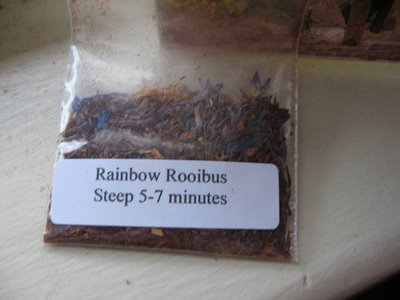 Rainbow Rooibus
Steep 5-7 minutes